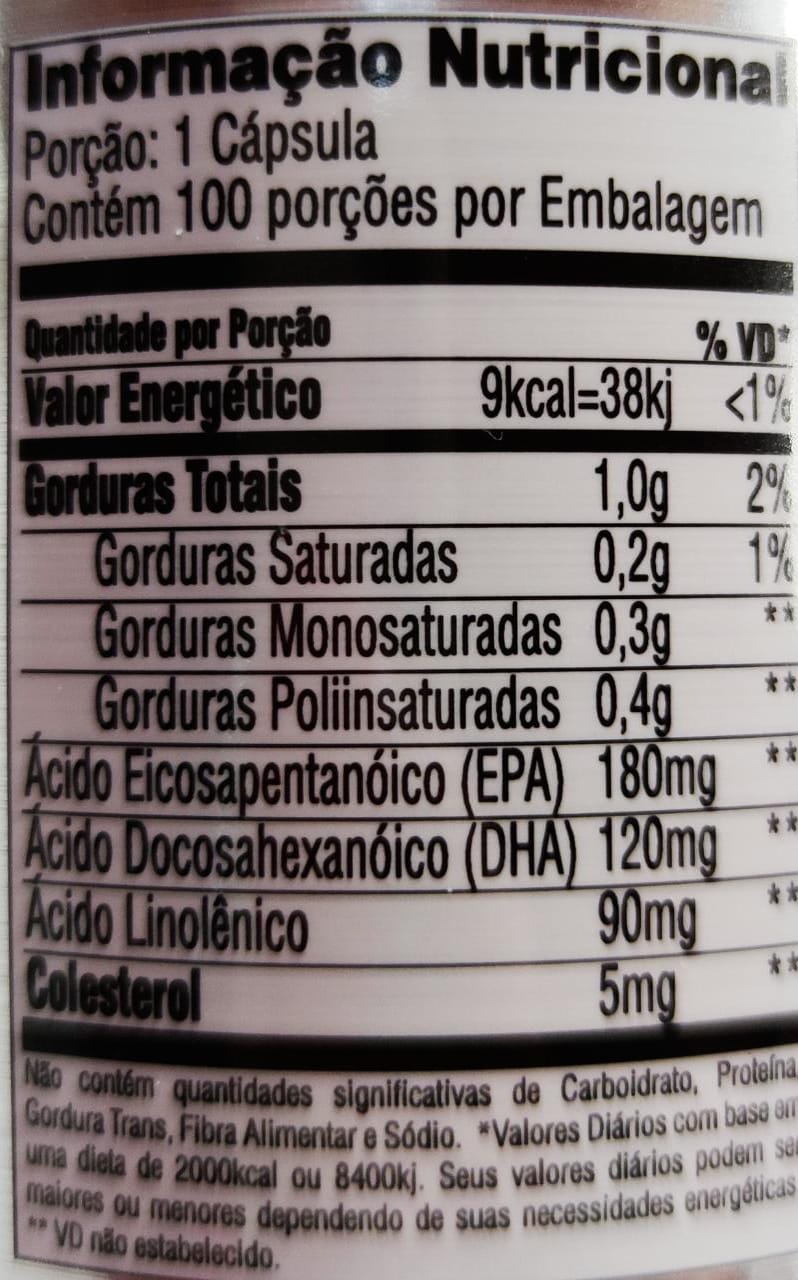 Informação Nutricional
Porção: 1 Cápsula
Contém 100 porções por Embalagem
Quantidade por Porção % VD*
Valor Energético 9kcal=38kj <1%
Gorduras Totais 1,0g 2%
Gorduras Saturadas 0,2g 1%
Gorduras Monosaturadas 0,3g **
Gorduras Poliinsaturadas 0,4g **
Ácido Eicosapentanóico (EPA) 180mg **
Ácido Docosahexanóico (DHA) 120mg **
Ácido Linolênico 90mg **
Colesterol 5mg **
Não contém quantidades significativas de Carboidrato, Proteína
Gordura Trans, Fibra Alimentar e Sódio. *Valores Diários com base em
uma dieta de 2000kcal ou 8400kj. Seus valores diários podem ser
maiores ou menores dependendo de suas necessidades energéticas
** VD não estabelecido.